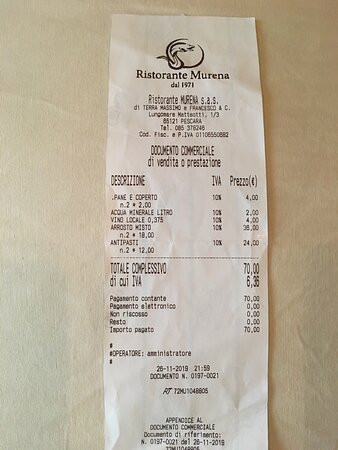 Ristorante Murena
dal 1971
Ristorante MURENA s.a.s.
di TERRA MASSIMO e FRANCESCO & C.
Lungomare Matteotti, 1/3
65121 PESCARA
Tel. 085 378246
Cod. Fisc. e P.IVA 01106550682
DOCUMENTO COMMERCIALE
di vendita o prestazione
DESCRIZIONE IVA Prezzo(€)
.PANE E COPERTO 10% 4,00
n.2 * 2,00
ACQUA MINERALE LITRO 10% 2,00
VINO LOCALE 0,375 10% 4,00
ARROSTO MISTO 10% 36,00
n.2 * 18,00
ANTIPASTI 10% 24,00
n.2 * 12,00
TOTALE COMPLESSIVO 70,00
di cui IVA 6,36
Pagamento contante 70,00
Pagamento elettronico 0,00
Non riscosso 0,00
Resto 0,00
Importo pagato 70,00
#
#OPERATORE: amministratore
#
26-11-2019 21:59
DOCUMENTO N. 0197-0021
RT 72MU1048805
APPENDICE AL
DOCUMENTO COMMERCIALE
Documento di riferimento:
N. 0197-0021 del 26-11-2019
72MU1048805